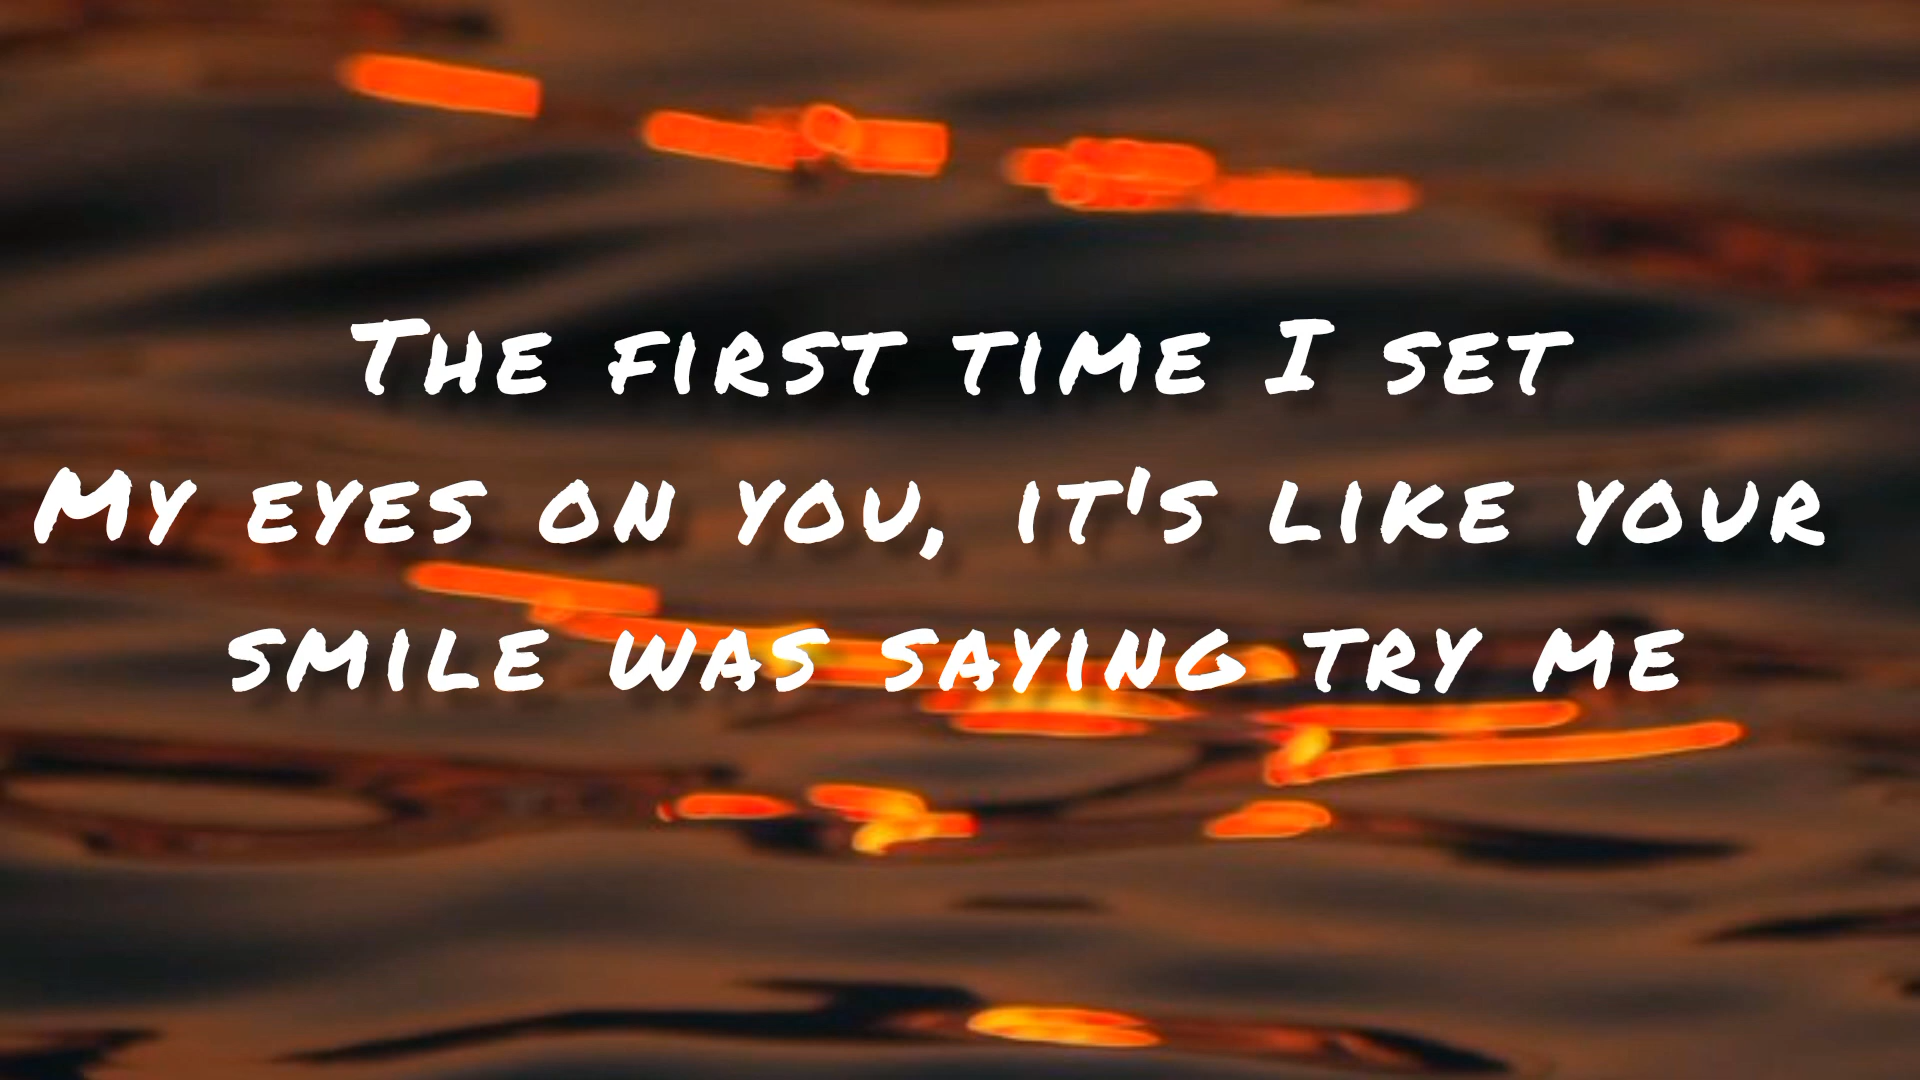 The first time I set
My eyes on you, it's like your
smile was saying try me